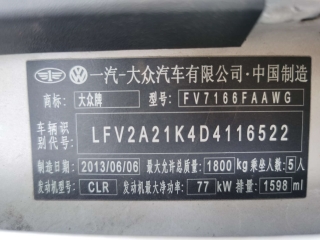 一汽-大众汽车有限公司·中国制造
商标: 大众牌 型号: FV7166FAAWG
车辆识别代号: LFV2A21K4D4116522
制造日期 2013/06/06 最大允许总质量 1800 kg 乘坐人数 5 人
发动机型号 CLR 发动机最大净功率: 77 kW 排量: 1598 ml